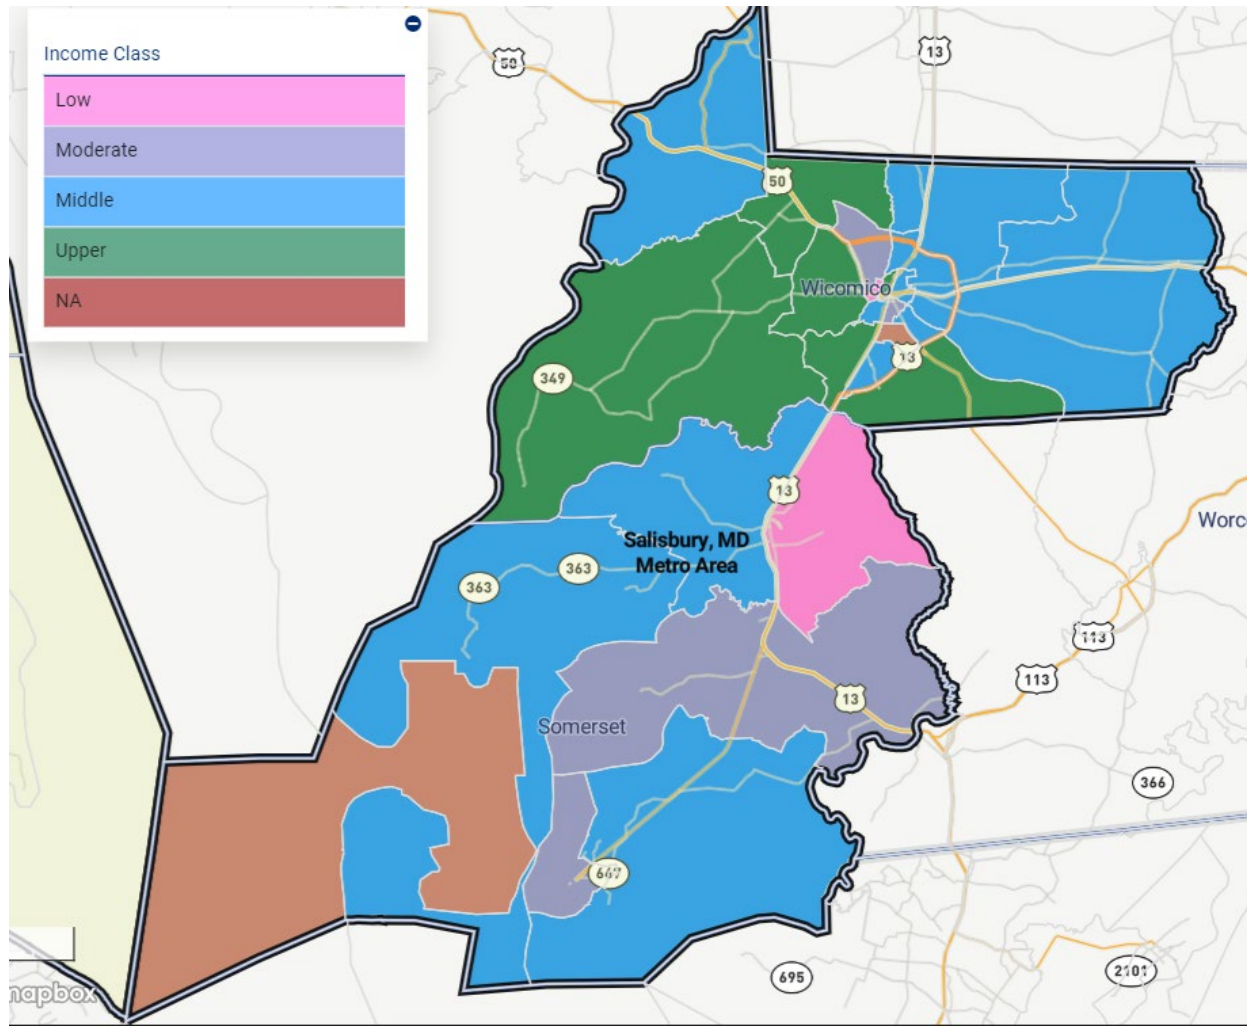 Income Class
Low
Moderate
Middle
Upper
NA
50
13
50
Wicomico
13
349
13
Worc
Salisbury, MD
Metro Area
363
363
113
113
13
Somerset
366
667
695
2101
mapbox